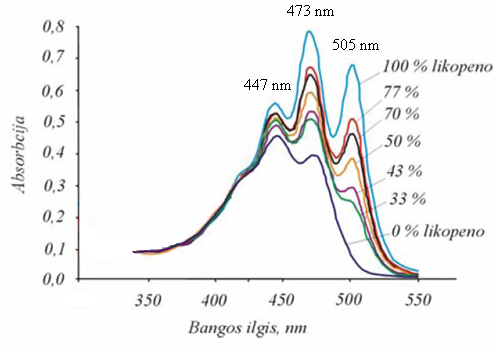 473 nm
505 nm
447 nm
100 % likopeno
77 %
70 %
50 %
43 %
33 %
0 % likopeno
Absorbcija
0,8
0,7
0,6
0,5
0,4
0,3
0,2
0,1
0,0
350 400 450 500 550
Bangos ilgis, nm